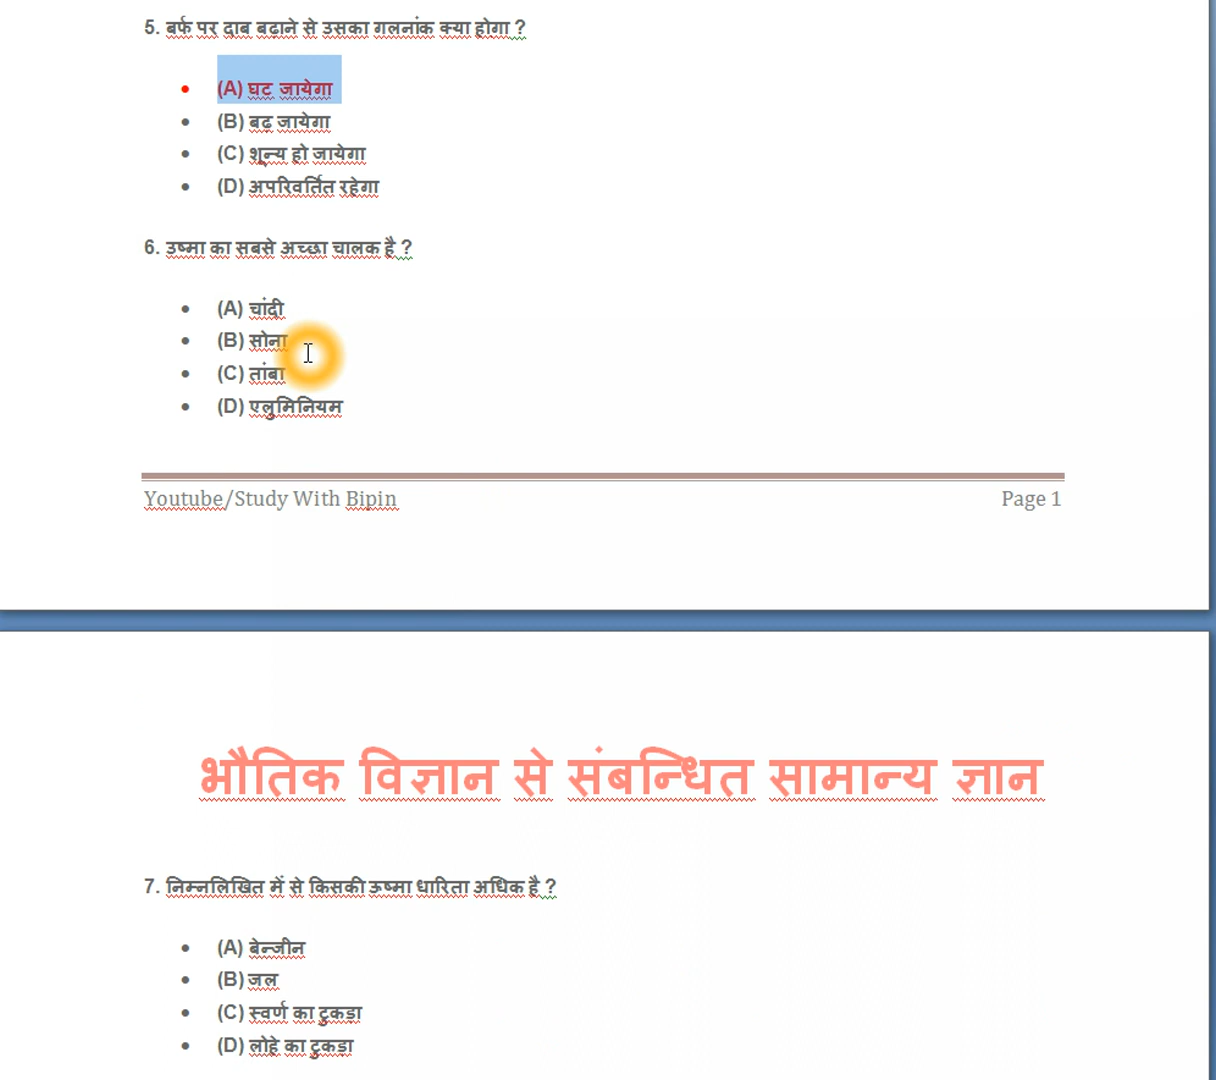 5. बर्फ पर दाब बढ़ाने से उसका गलनांक क्या होगा ?
• (A) घट जायेगा
• (B) बढ़ जायेगा
• (C) शून्य हो जायेगा
• (D) अपरिवर्तित रहेगा
6. उष्मा का सबसे अच्छा चालक है ?
• (A) चांदी
• (B) सोना
• (C) तांबा
• (D) एलुमिनियम
Youtube/Study With Bipin Page 1
भौतिक विज्ञान से संबन्धित सामान्य ज्ञान
7. निम्नलिखित में से किसकी ऊष्मा धारिता अधिक है ?
• (A) बेन्जीन
• (B) जल
• (C) स्वर्ण का टुकड़ा
• (D) लोहे का टुकड़ा